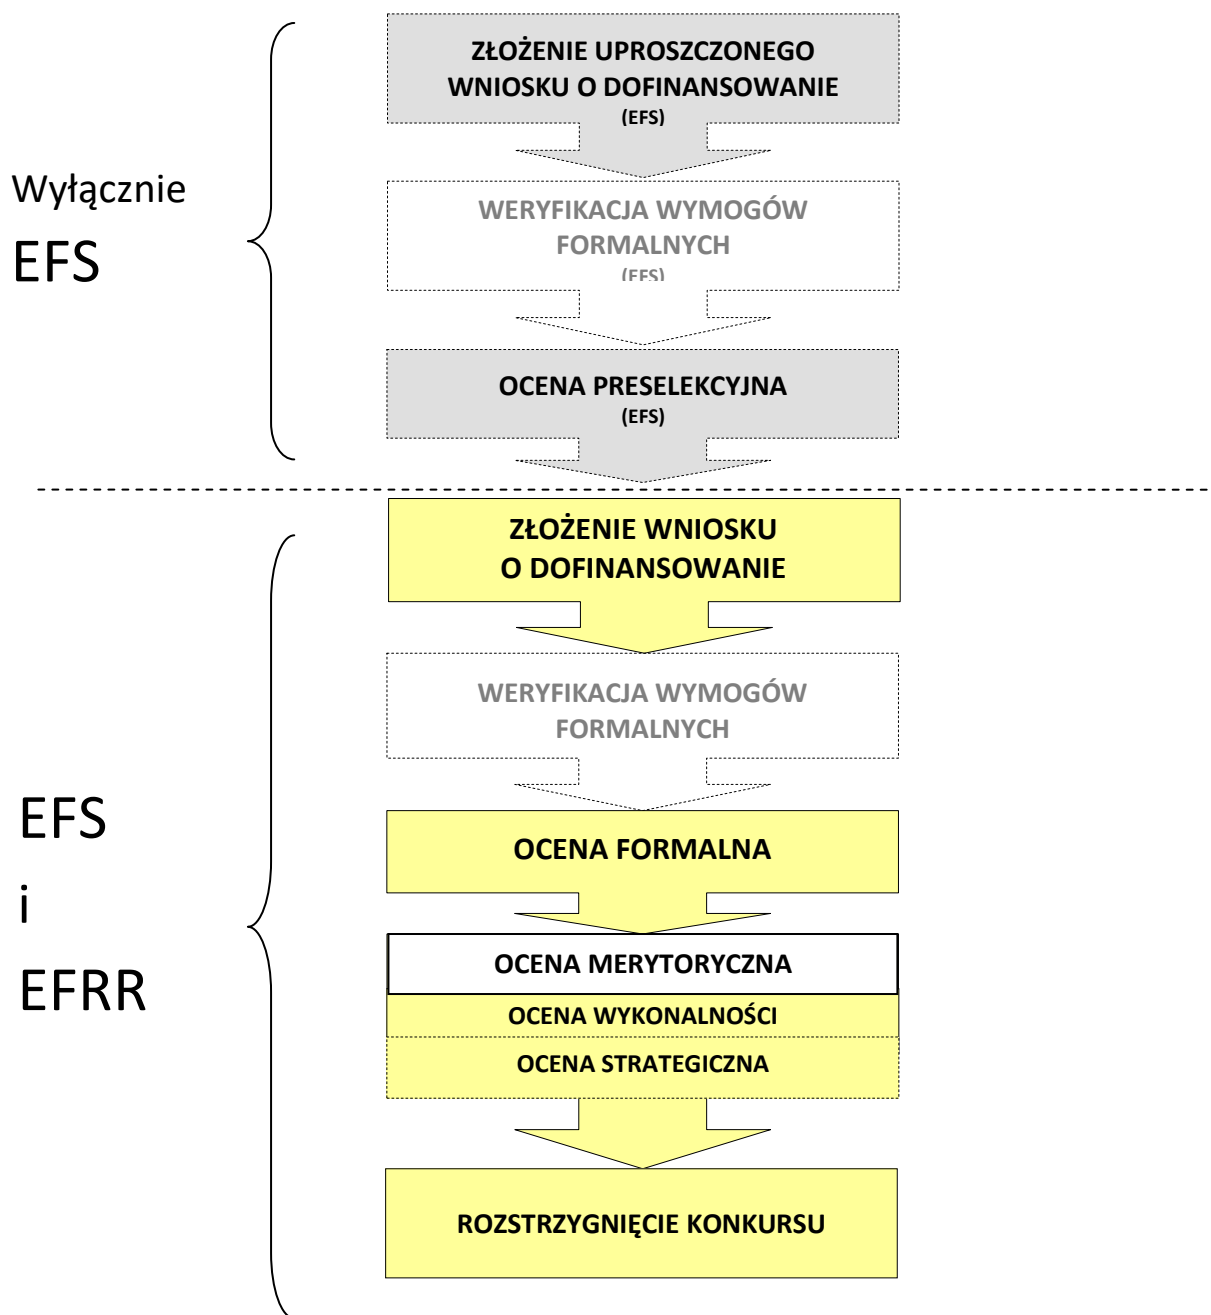 ZŁOŻENIE UPROSZCZONEGO
WNIOSKU O DOFINANSOWANIE
(EFS)
Wyłącznie
EFS
WERYFIKACJA WYMOGÓW
FORMALNYCH
(EFS)
OCENA PRESELEKCYJNA
(EFS)
ZŁOŻENIE WNIOSKU
O DOFINANSOWANIE
WERYFIKACJA WYMOGÓW
FORMALNYCH
EFS
i
EFRR
OCENA FORMALNA
OCENA MERYTORYCZNA
OCENA WYKONALNOŚCI
OCENA STRATEGICZNA
ROZSTRZYGNIĘCIE KONKURSU